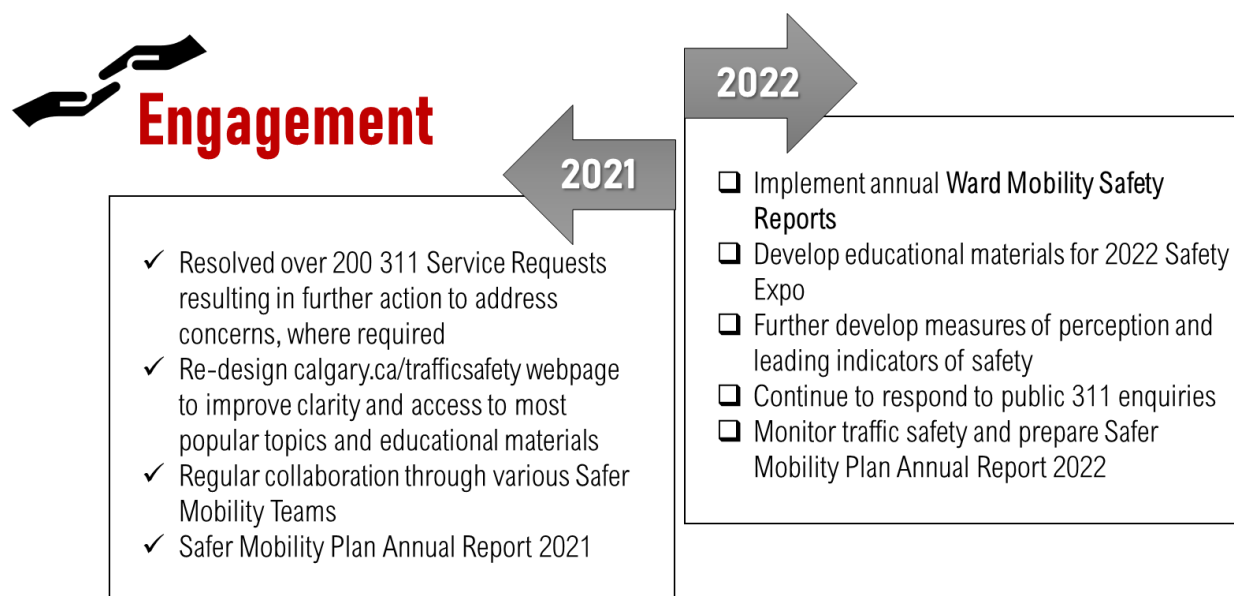 Engagement
2021
✓ Resolved over 200 311 Service Requests
resulting in further action to address
concerns, where required
✓ Re-design calgary.ca/trafficsafety webpage
to improve clarity and access to most
popular topics and educational materials
✓ Regular collaboration through various Safer
Mobility Teams
✓ Safer Mobility Plan Annual Report 2021
2022
❑ Implement annual Ward Mobility Safety
Reports
❑ Develop educational materials for 2022 Safety
Expo
❑ Further develop measures of perception and
leading indicators of safety
❑ Continue to respond to public 311 enquiries
❑ Monitor traffic safety and prepare Safer
Mobility Plan Annual Report 2022